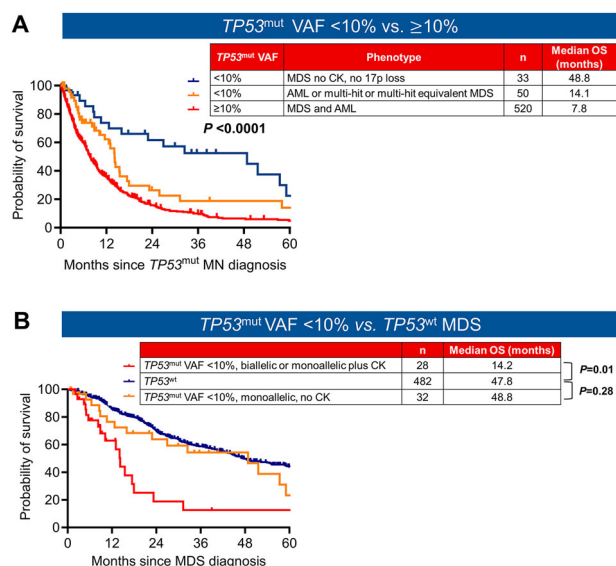 A
TP53mut VAF <10% vs. ≥10%
TP53mut VAF Phenotype n Median OS (months)
<10% MDS no CK, no 17p loss 33 48.8
<10% AML or multi-hit or multi-hit equivalent MDS 50 14.1
≥10% MDS and AML 520 7.8
P <0.0001
Probability of survival
100
80
60
40
20
0
0 12 24 36 48 60
Months since TP53mut MN diagnosis
B
TP53mut VAF <10% vs. TP53wt MDS
n Median OS (months)
TP53mut VAF <10%, biallelic or monoallelic plus CK 28 14.2
TP53wt 482 47.8
TP53mut VAF <10%, monoallelic, no CK 32 48.8
P=0.01
P=0.28
Probability of survival
100
80
60
40
20
0
0 12 24 36 48 60
Months since MDS diagnosis